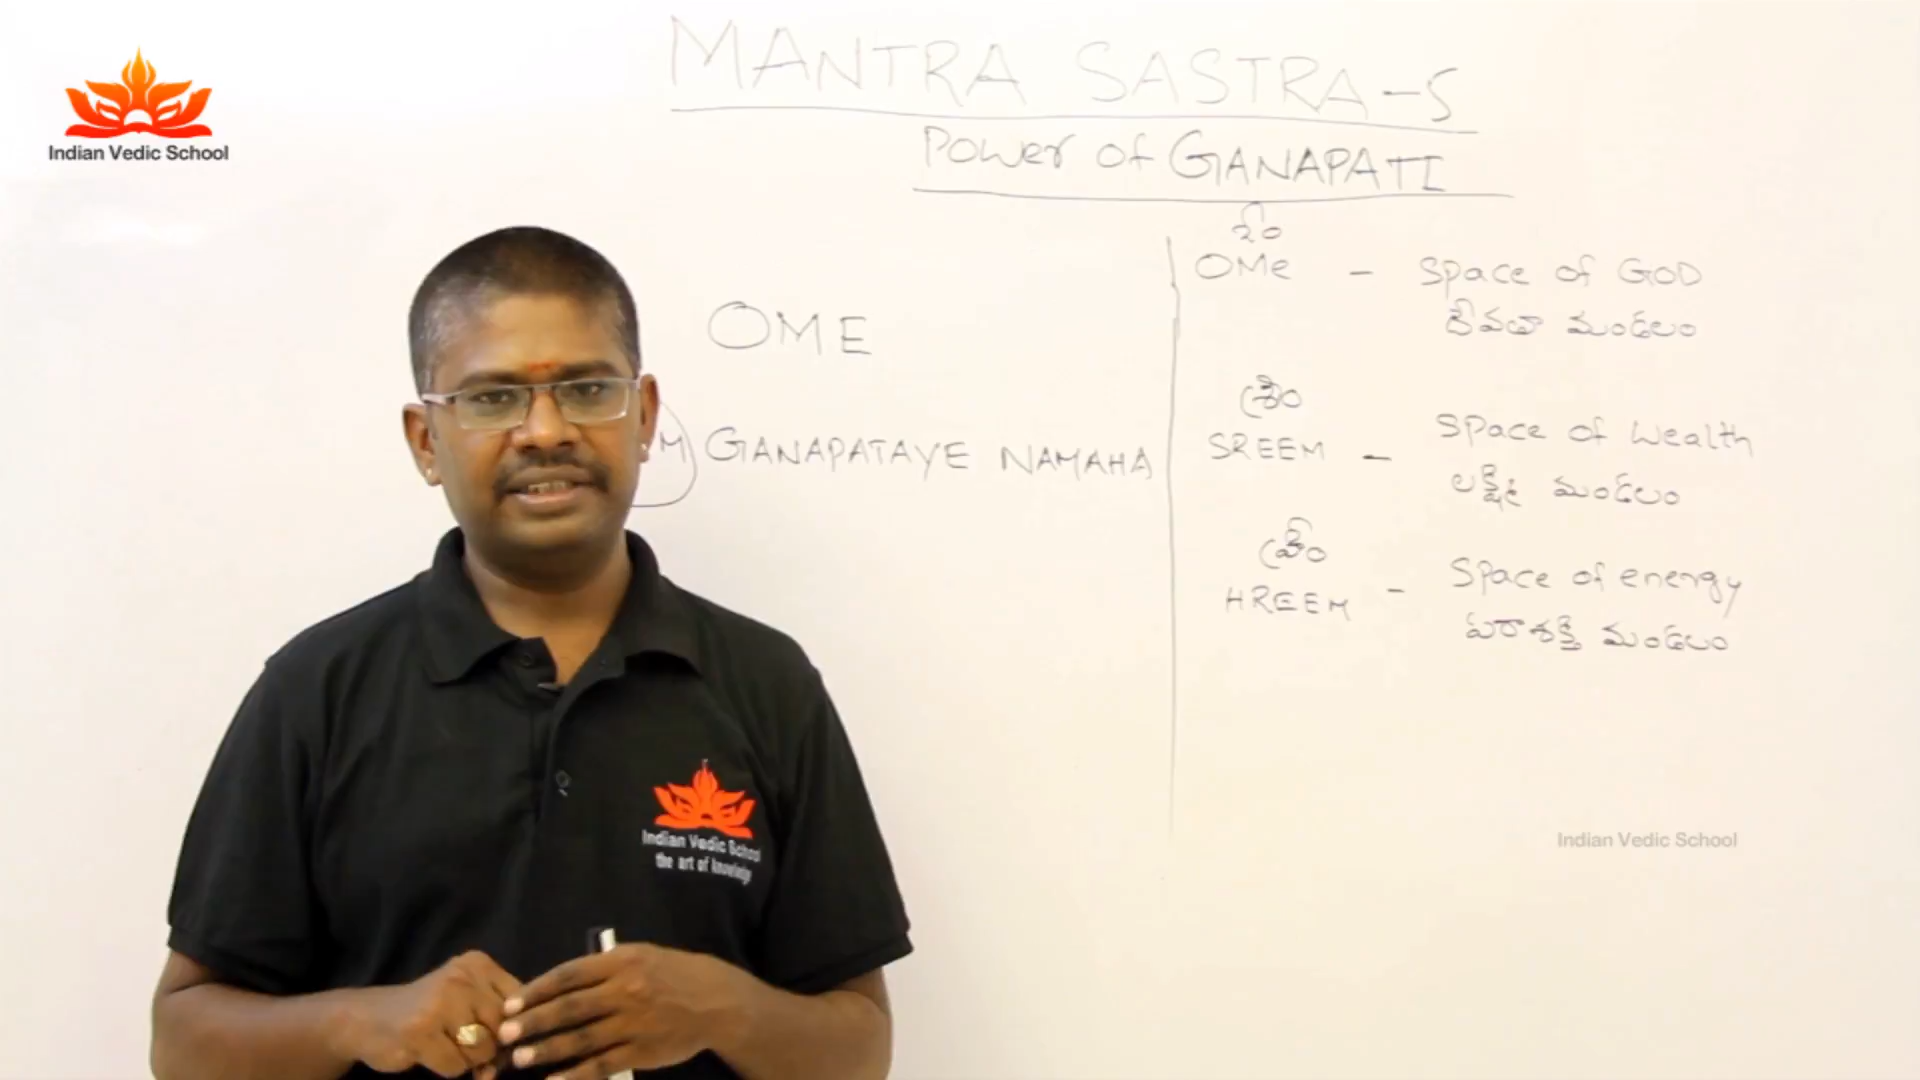 Indian Vedic School
MANTRA SASTRA-5
Power of GANAPATI
OME
M GANAPATAYE NAMAHA
ఓం
OMe - Space of GOD
దేవతా మండలం
శ్రీం
SREEM - Space of Wealth
లక్ష్మీ మండలం
హ్రీం
HREEM - Space of energy
పరాశక్తి మండలం
Indian Vedic School
the art of knowledge
Indian Vedic School